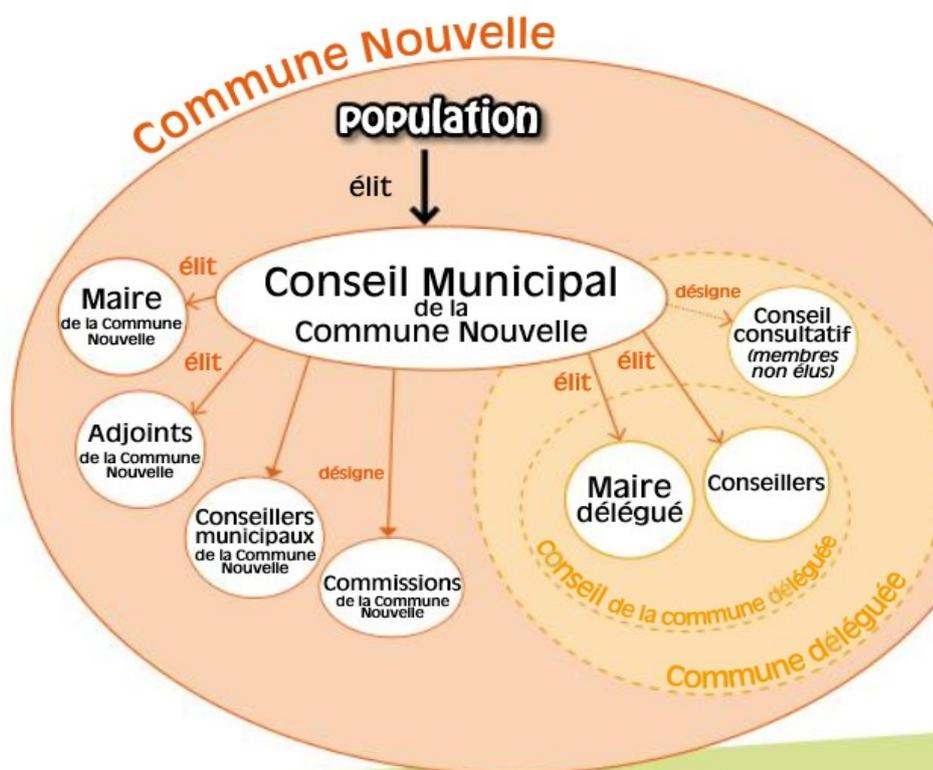 Commune Nouvelle
population
élit
Conseil Municipal
de la
Commune Nouvelle
élit
Maire
de la Commune
Nouvelle
élit
Adjoints
de la Commune
Nouvelle
Conseillers
municipaux
de la Commune
Nouvelle
désigne
Commissions
de la Commune
Nouvelle
désigne
Conseil
consultatif
(membres
non élus)
élit
élit
Maire
délégué
Conseillers
conseil de la commune déléguée
Commune déléguée